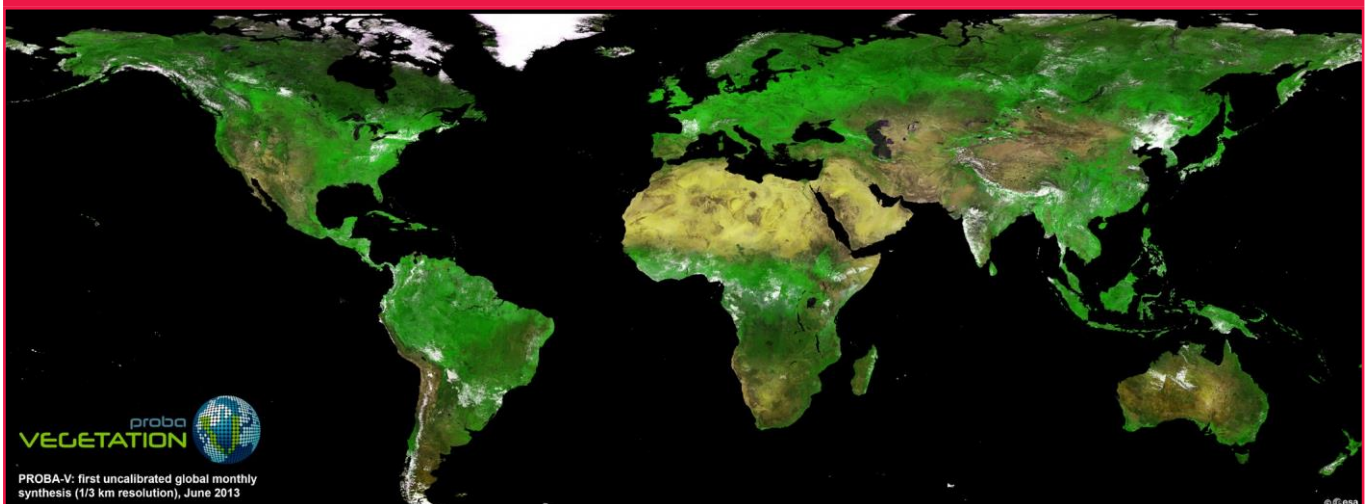 proba
VEGETATION
PROBA-V: first uncalibrated global monthly
synthesis (1/3 km resolution), June 2013
© esa